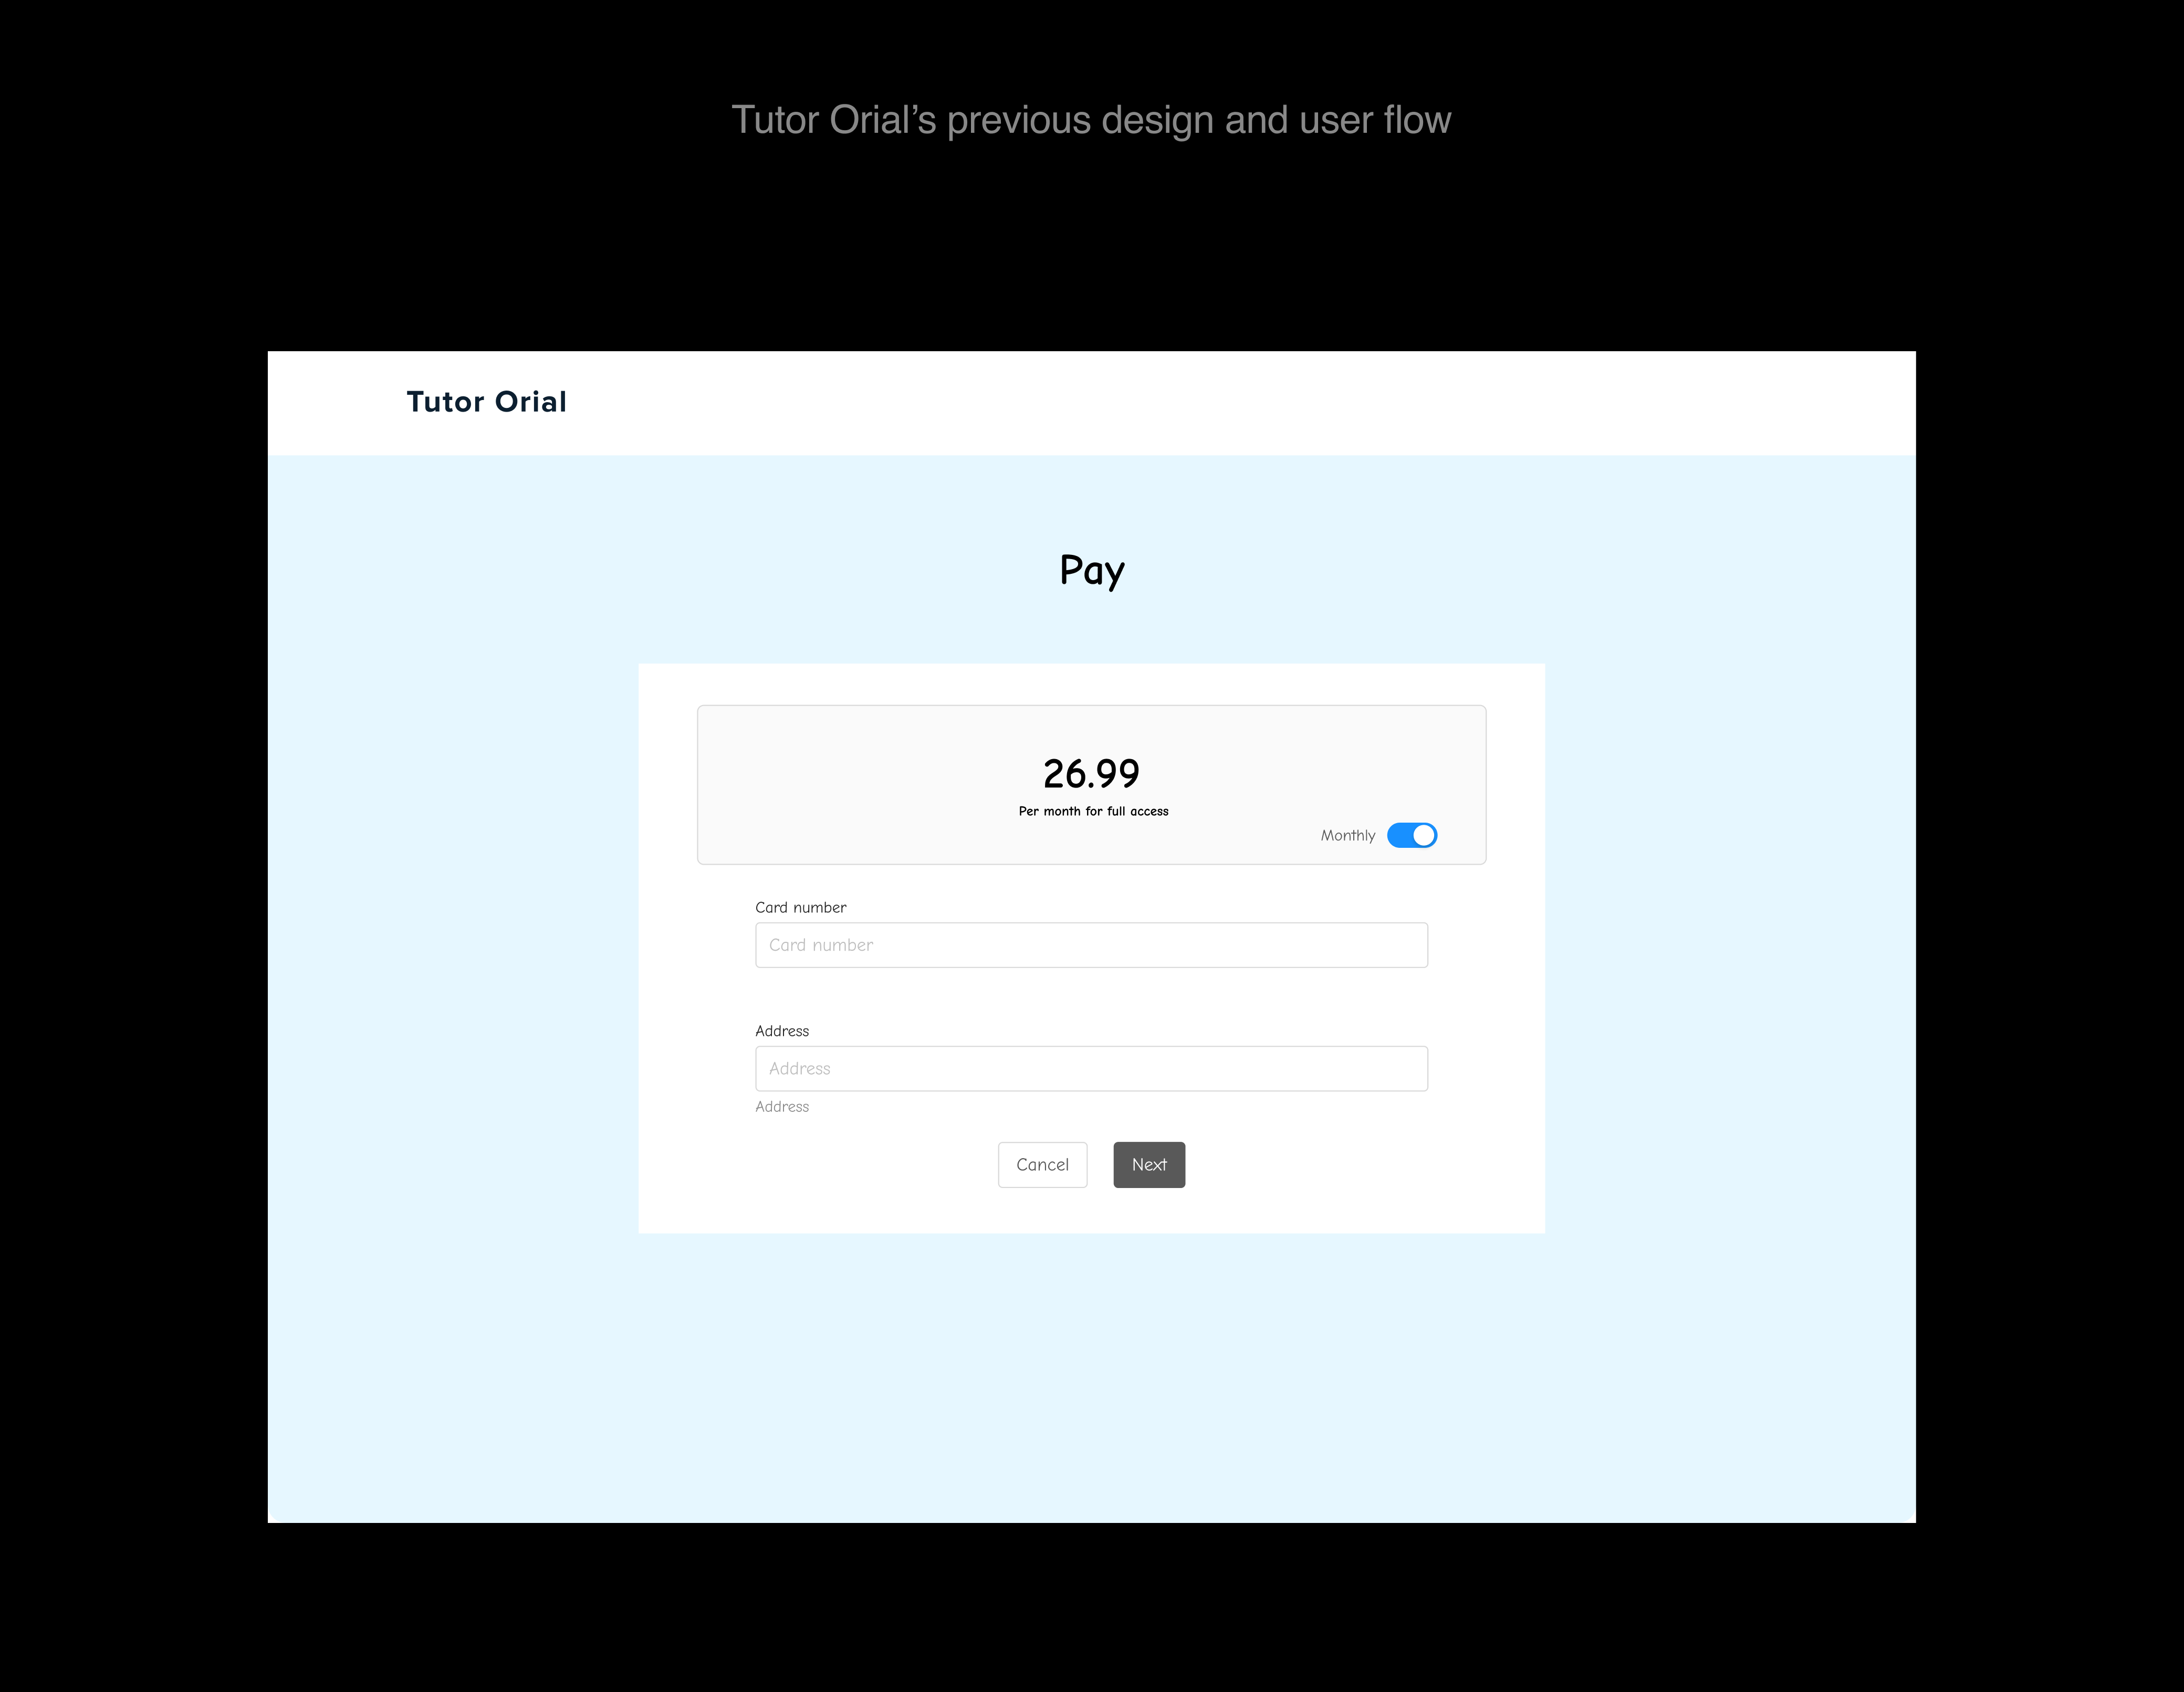 Tutor Orial’s previous design and user flow
Tutor Orial
Pay
26.99
Per month for full access
Monthly
Card number
Card number
Address
Address
Address
Cancel Next